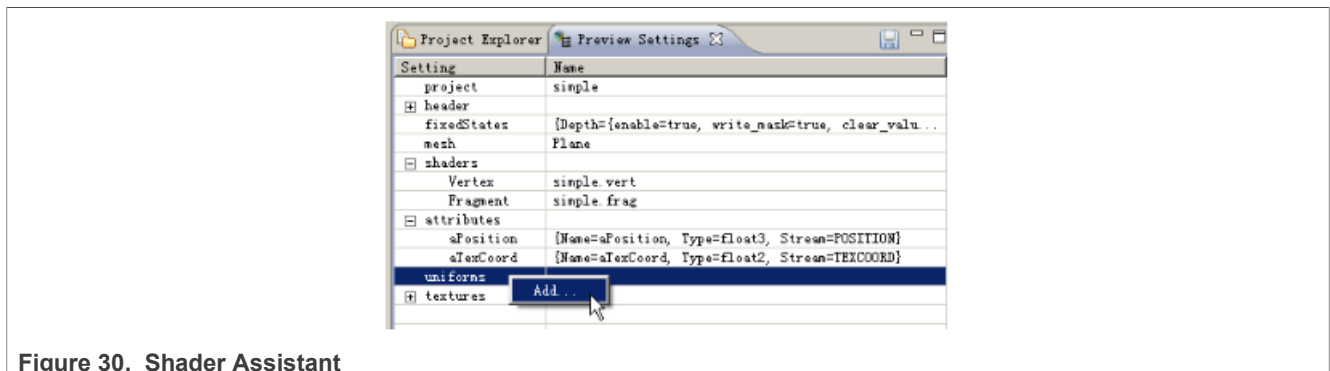 Project Explorer Preview Settings
Setting Name
project simple
header
fixedStates {Depth={enable=true, write_mask=true, clear_valu...
mesh Plane
shaders
Vertex simple.vert
Fragment simple.frag
attributes
aPosition {Name=aPosition, Type=float3, Stream=POSITION}
aTexCoord {Name=aTexCoord, Type=float2, Stream=TEXCOORD}
uniforms
Add...
textures
Figure 30. Shader Assistant